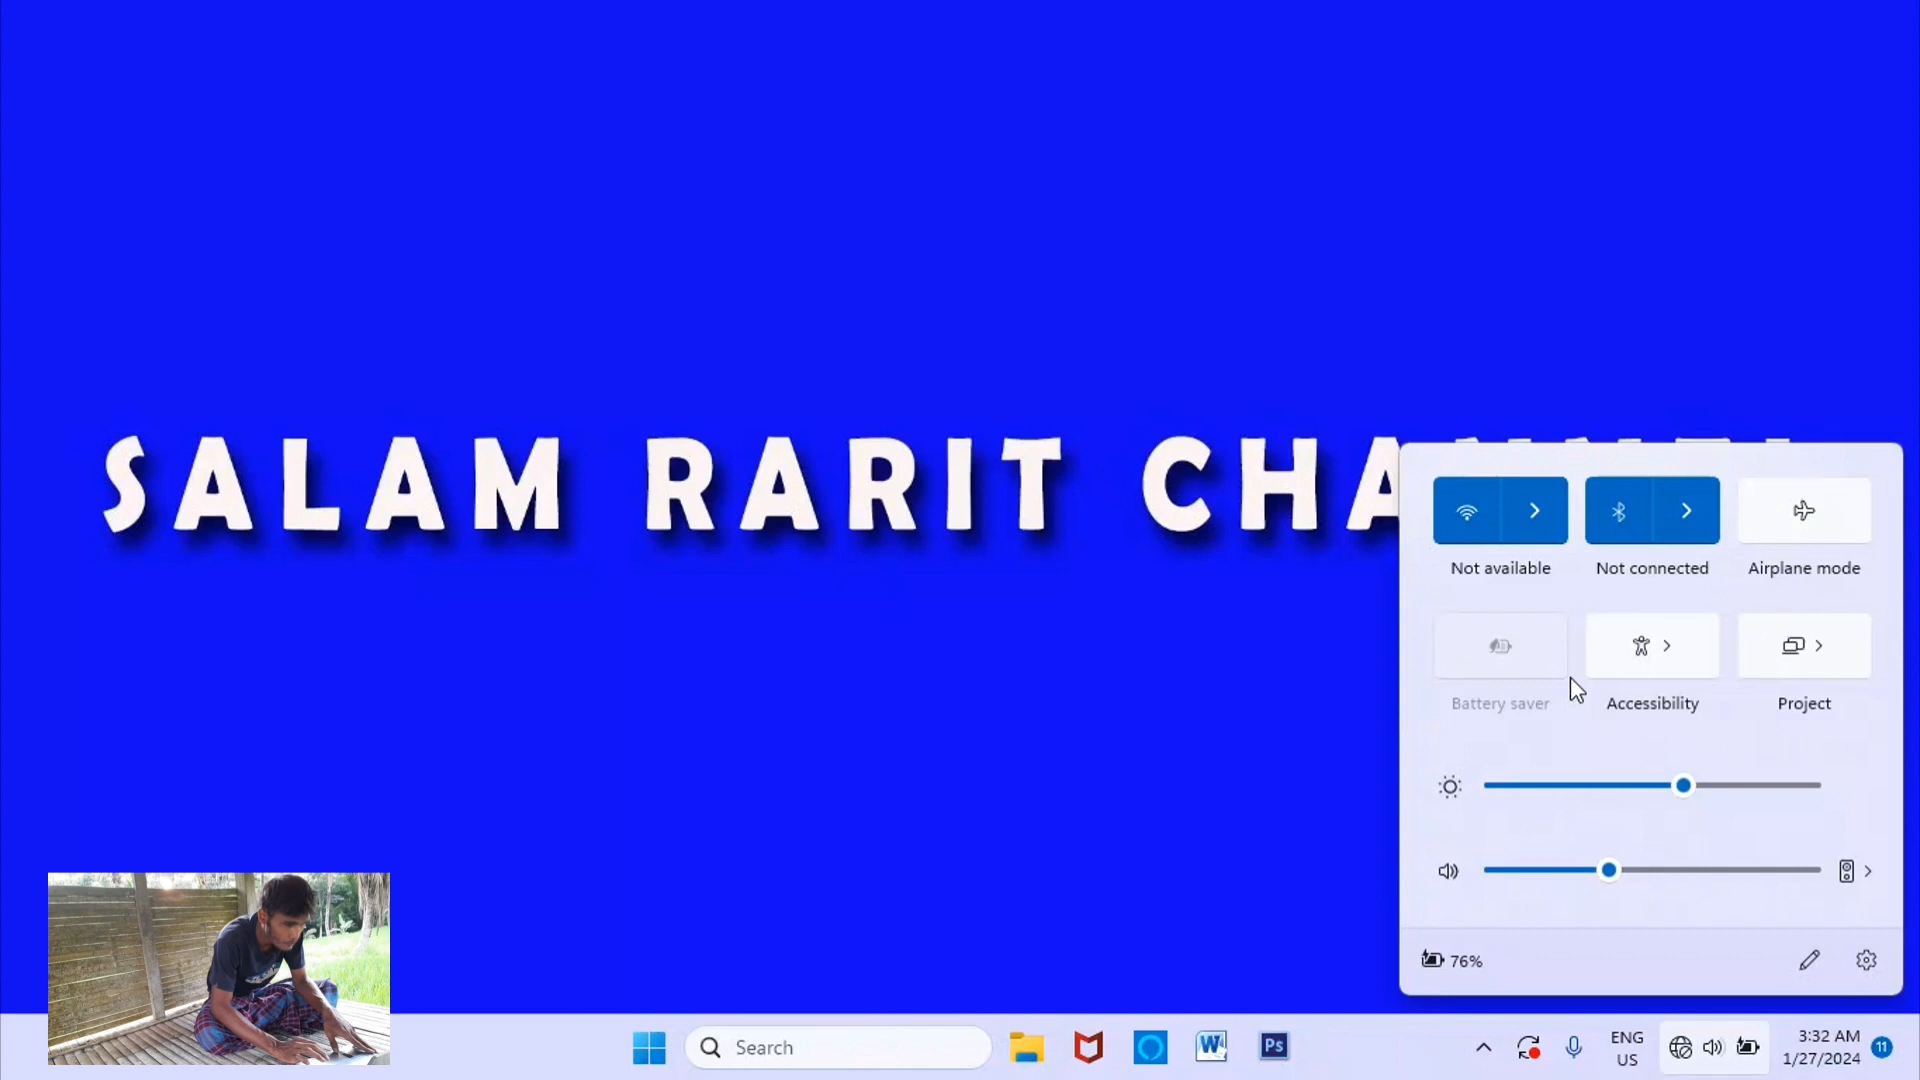 SALAM RARIT CHA
Not available
Not connected
Airplane mode
Battery saver
Accessibility
Project
76%
Search
W
Ps
ENG
US
3:32 AM
1/27/2024
11